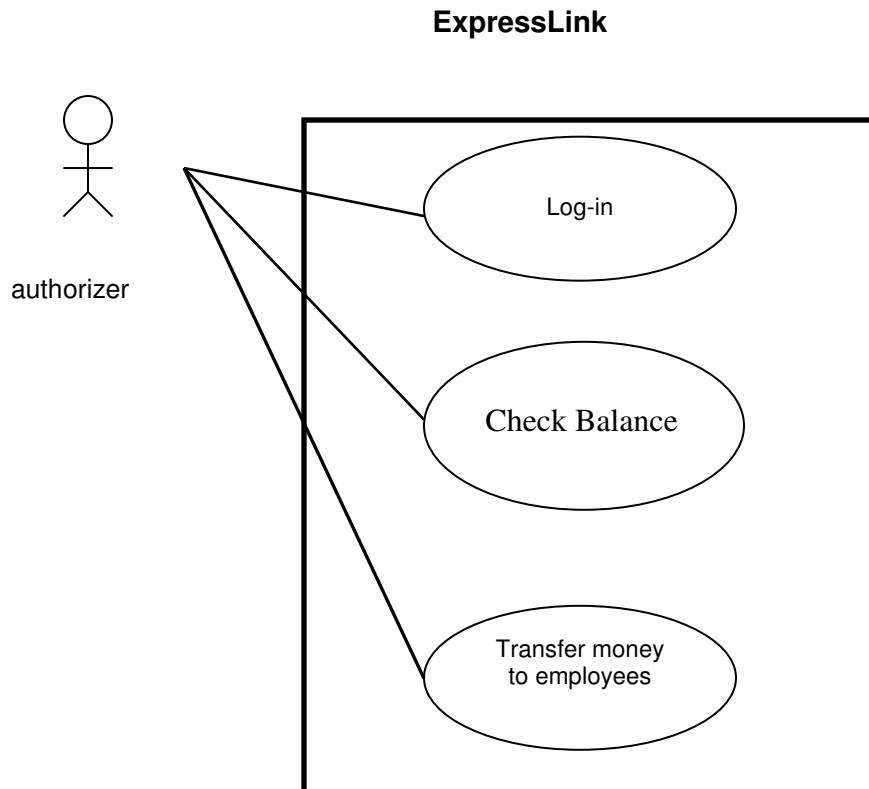 ExpressLink
Log-in
authorizer
Check Balance
Transfer money
to employees